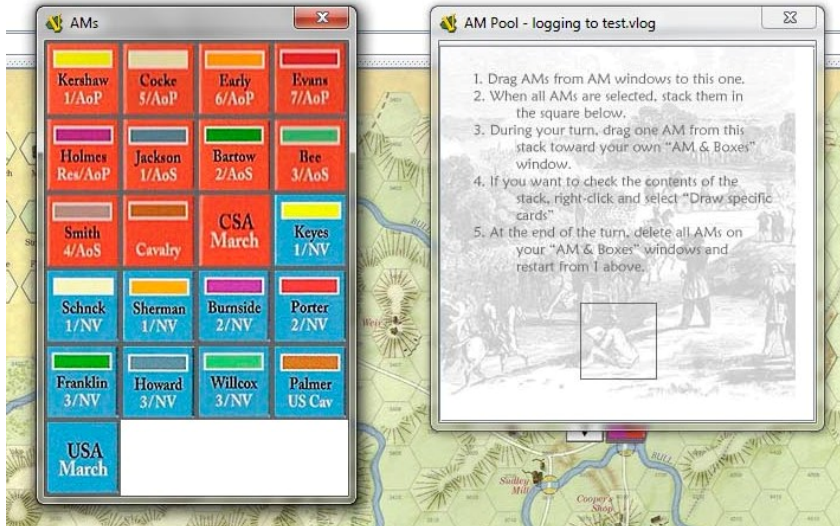 AMs
Kershaw
1/AoP
Cocke
5/AoP
Early
6/AoP
Evans
7/AoP
Holmes
Res/AoP
Jackson
1/AoS
Bartow
2/AoS
Bee
3/AoS
Smith
4/AoS
Cavalry
CSA
March
Keyes
1/NV
Schnck
1/NV
Sherman
1/NV
Burnside
2/NV
Porter
2/NV
Franklin
3/NV
Howard
3/NV
Willcox
3/NV
Palmer
US Cav
USA
March
AM Pool - logging to test.vlog
1. Drag AMs from AM windows to this one.
2. When all AMs are selected, stack them in
the square below.
3. During your turn, drag one AM from this
stack toward your own "AM & Boxes"
window.
4. If you want to check the contents of the
stack, right-click and select "Draw specific
cards"
5. At the end of the turn, delete all AMs on
your "AM & Boxes" windows and
restart from 1 above.
BULL
Sudley
Mill
Cooper's
Shop